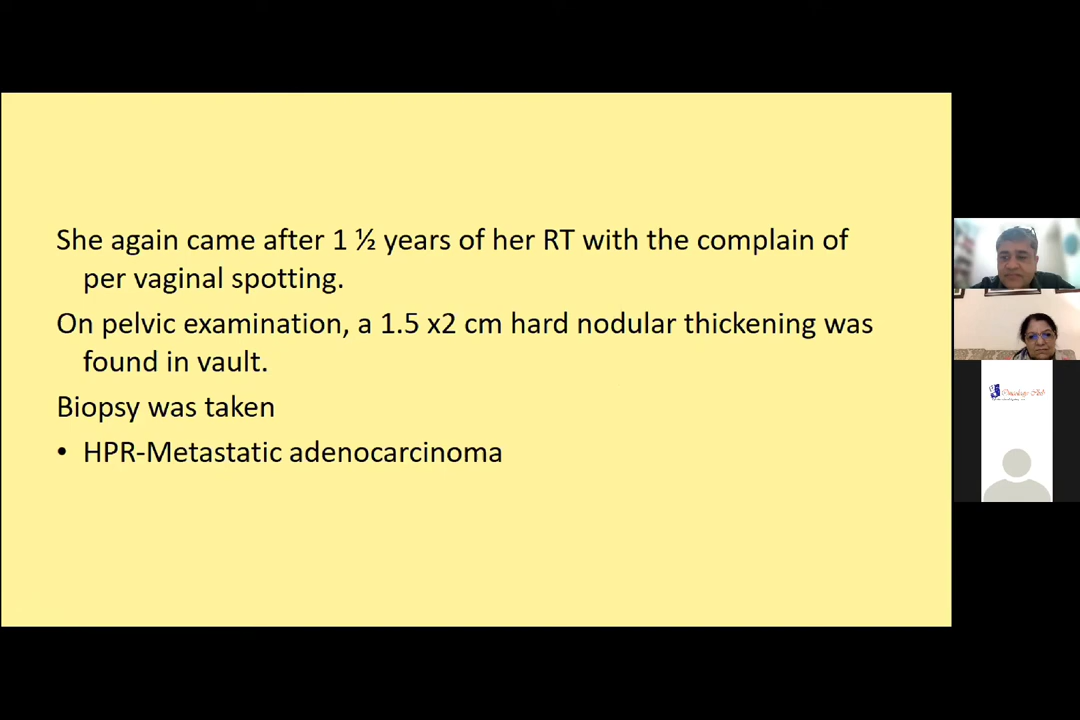 She again came after 1 ½ years of her RT with the complain of
per vaginal spotting.
On pelvic examination, a 1.5 x2 cm hard nodular thickening was
found in vault.
Biopsy was taken
• HPR-Metastatic adenocarcinoma
Oncology Club